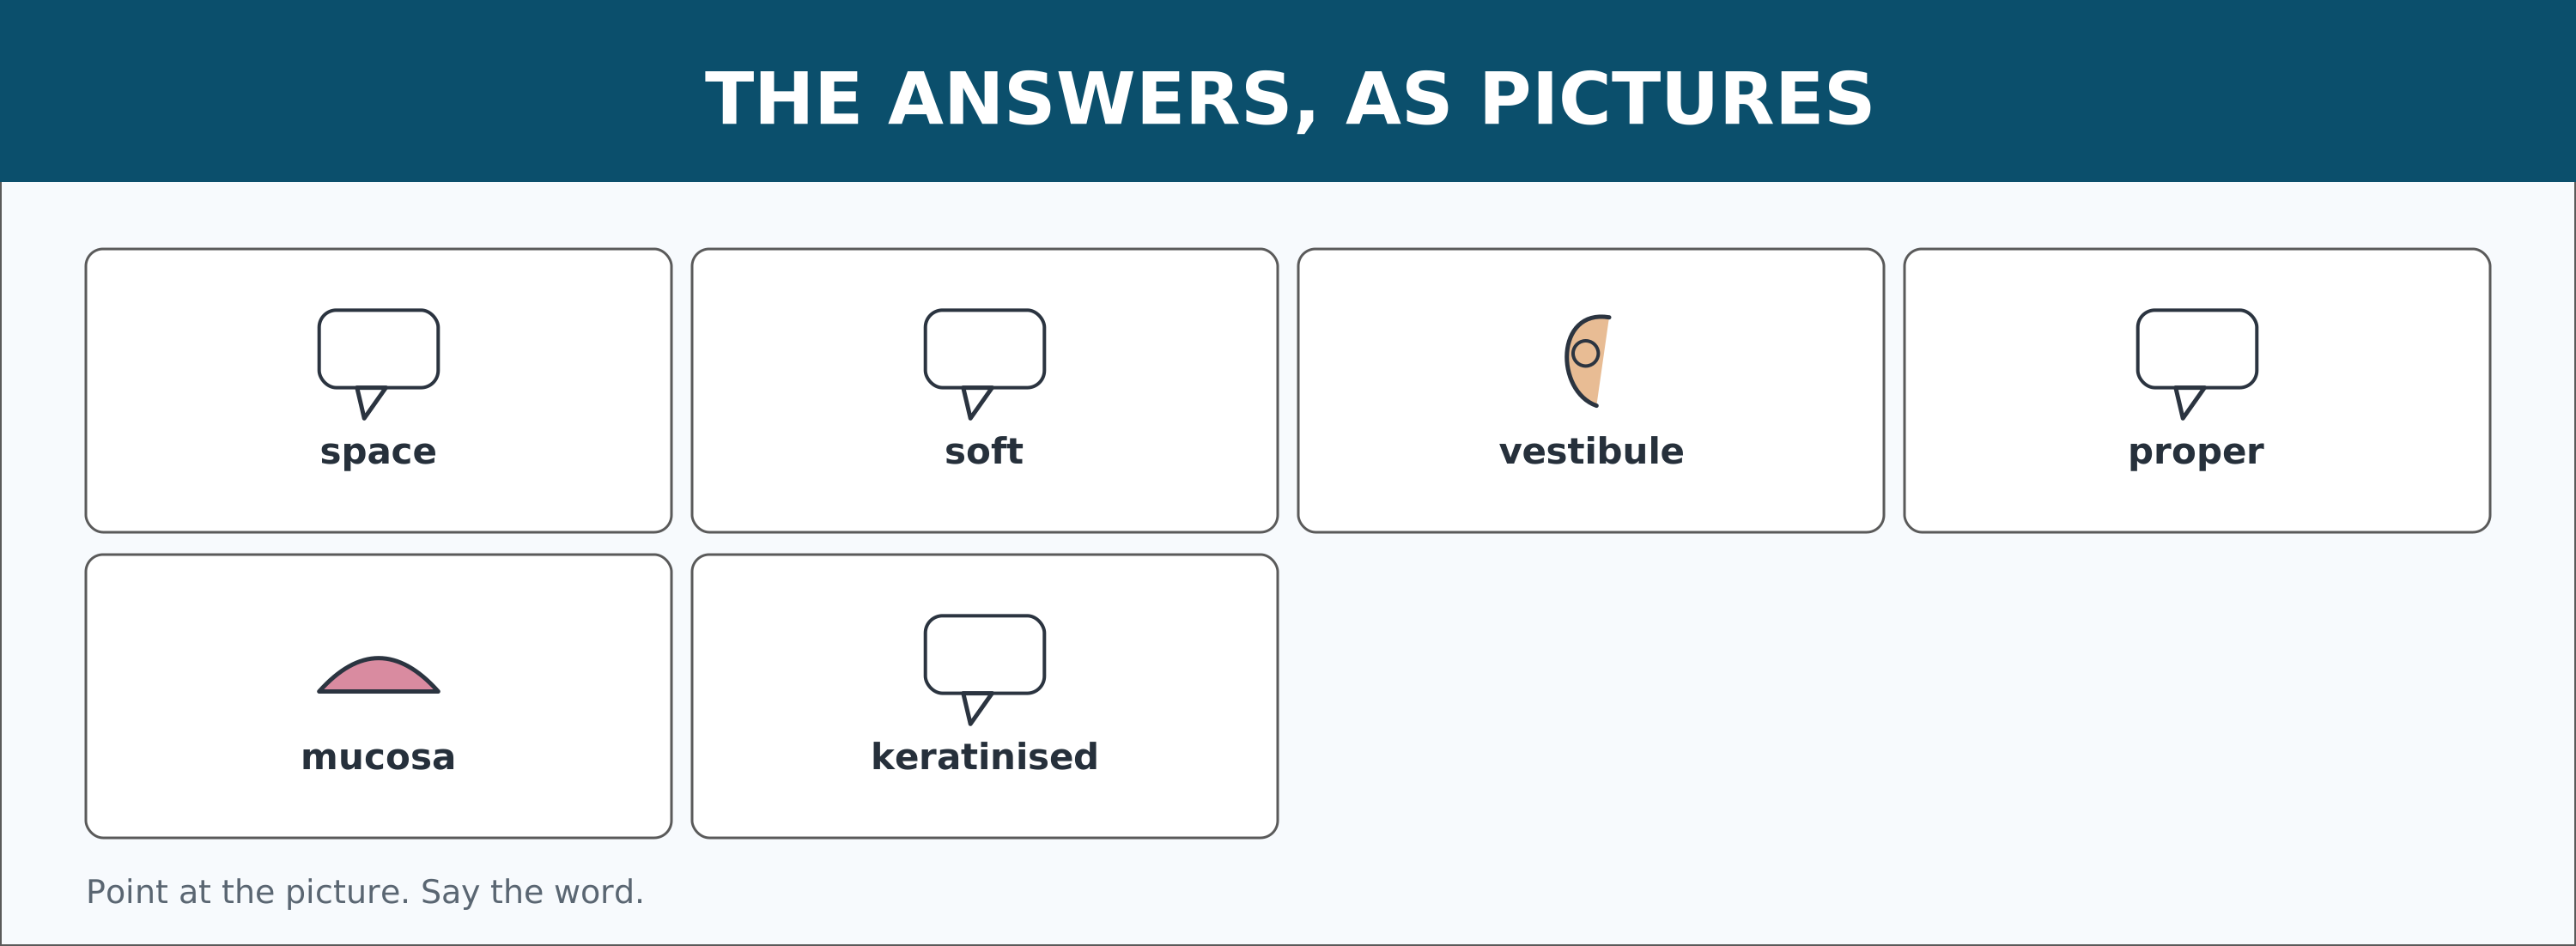 THE ANSWERS, AS PICTURES
space
soft
vestibule
proper
mucosa
keratinised
Point at the picture. Say the word.